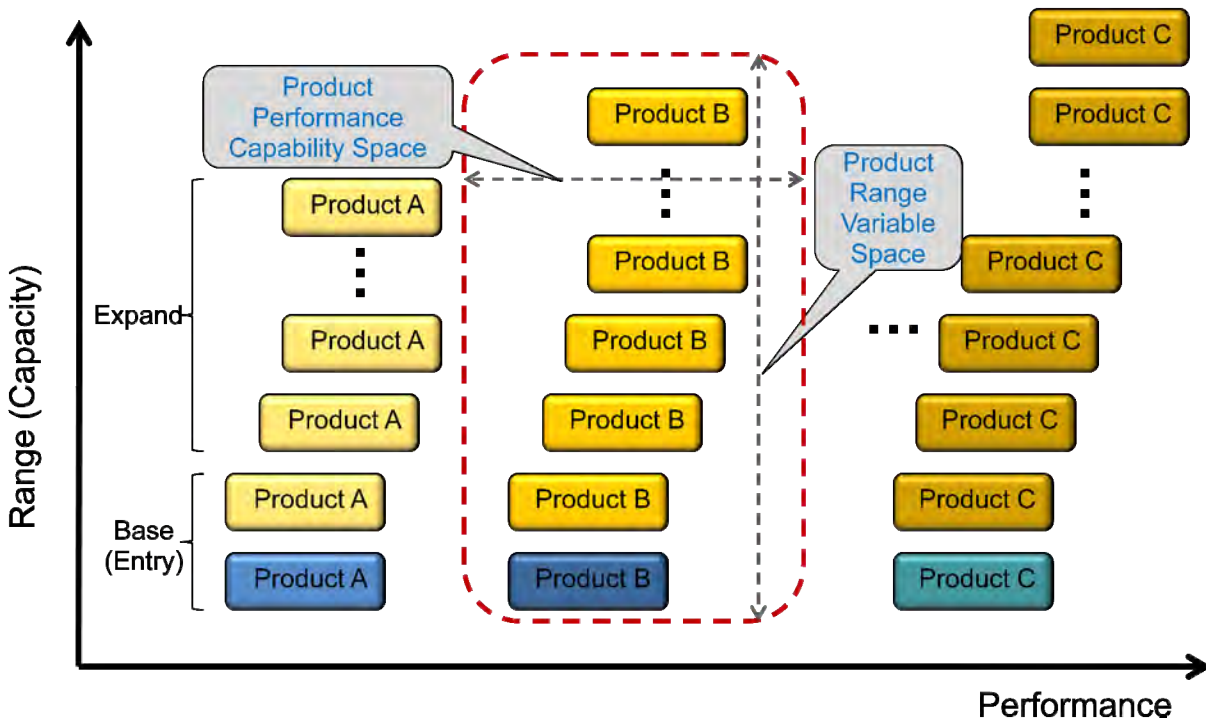 Product C
Product
Performance
Capability Space
Product B
Product C
Product
Range
Variable
Space
Product A
Product B
Product C
Range (Capacity)
Expand
Product A
Product B
Product C
Product A
Product B
Product C
Product A
Product B
Product C
Base
(Entry)
Product A
Product B
Product C
Performance